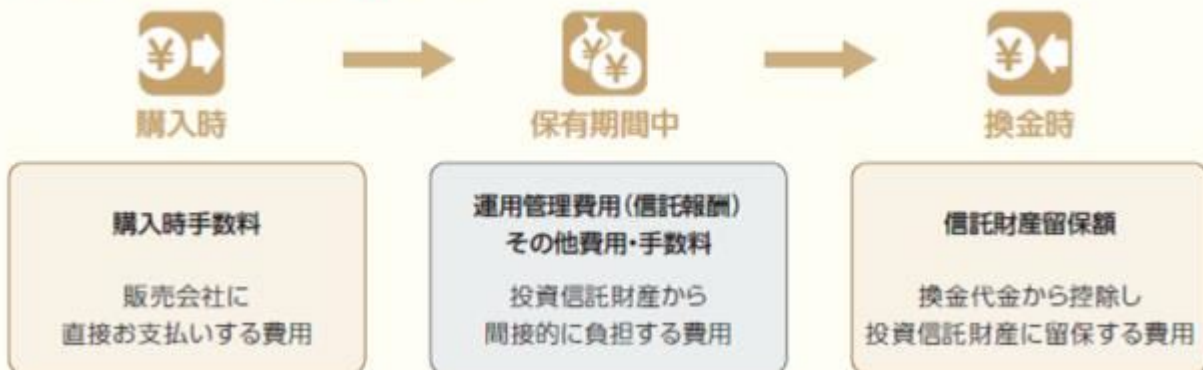 購入時
保有期間中
換金時
購入時手数料
販売会社に
直接お支払いする費用
運用管理費用(信託報酬)
その他費用・手数料
投資信託財産から
間接的に負担する費用
信託財産留保額
換金代金から控除し
投資信託財産に留保する費用